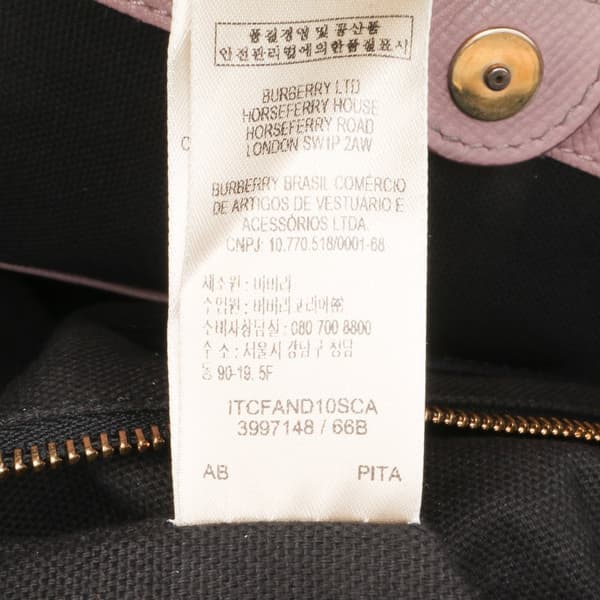 품질경영 및 공산품
안전관리법에의한품질표시
BURBERRY LTD
HORSEFERRY HOUSE
HORSEFERRY ROAD
LONDON SW1P 2AW
C
BURBERRY BRASIL COMÉRCIO
DE ARTIGOS DE VESTUÁRIO E
ACESSÓRIOS LTDA.
CNPJ: 10.770.518/0001-68
제조원 : 버버리
수입원 : 버버리코리아㈜
소비자상담실 : 080 700 8800
주 소 : 서울시 강남구 청담
동 90-19. 5F
ITCFAND10SCA
3997148 / 66B
AB PITA